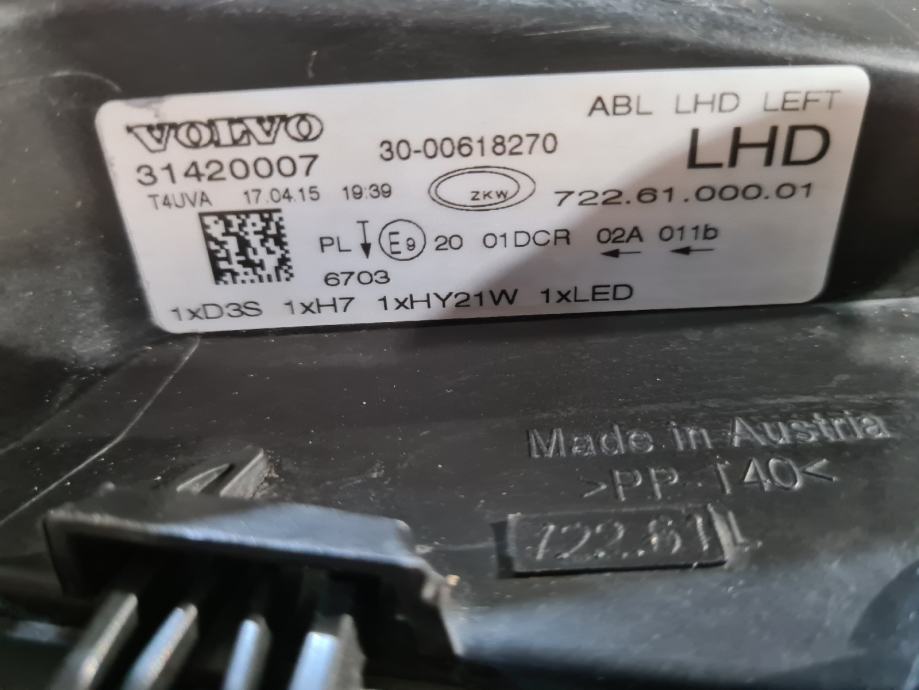 VOLVO
31420007
30-00618270
ABL LHD LEFT
LHD
T4UVA 17.04.15 19:39
ZKW
722.61.000.01
PL E9 20 01DCR 02A 011b
6703
1xD3S 1xH7 1xHY21W 1xLED
Made in Austria
>PP-T40<
722.61 L